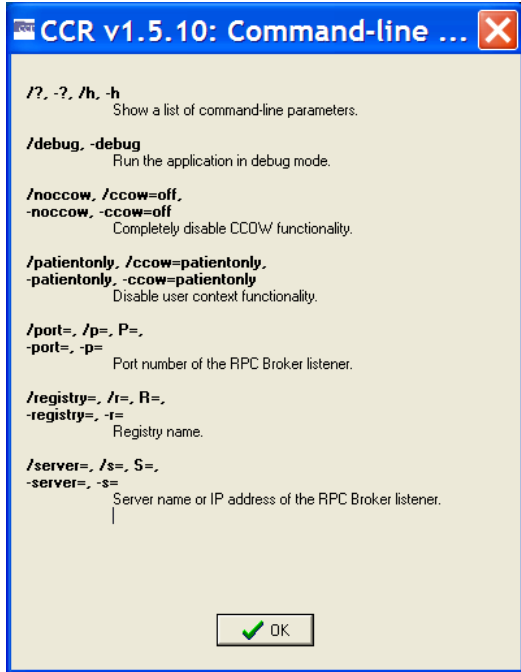 CCR CCR v1.5.10: Command-line ...
/?, -?, /h, -h
Show a list of command-line parameters.
/debug, -debug
Run the application in debug mode.
/noccow, /ccow=off,
-noccow, -ccow=off
Completely disable CCOW functionality.
/patientonly, /ccow=patientonly,
-patientonly, -ccow=patientonly
Disable user context functionality.
/port=, /p=, P=,
-port=, -p=
Port number of the RPC Broker listener.
/registry=, /r=, R=,
-registry=, -r=
Registry name.
/server=, /s=, S=,
-server=, -s=
Server name or IP address of the RPC Broker listener.
OK